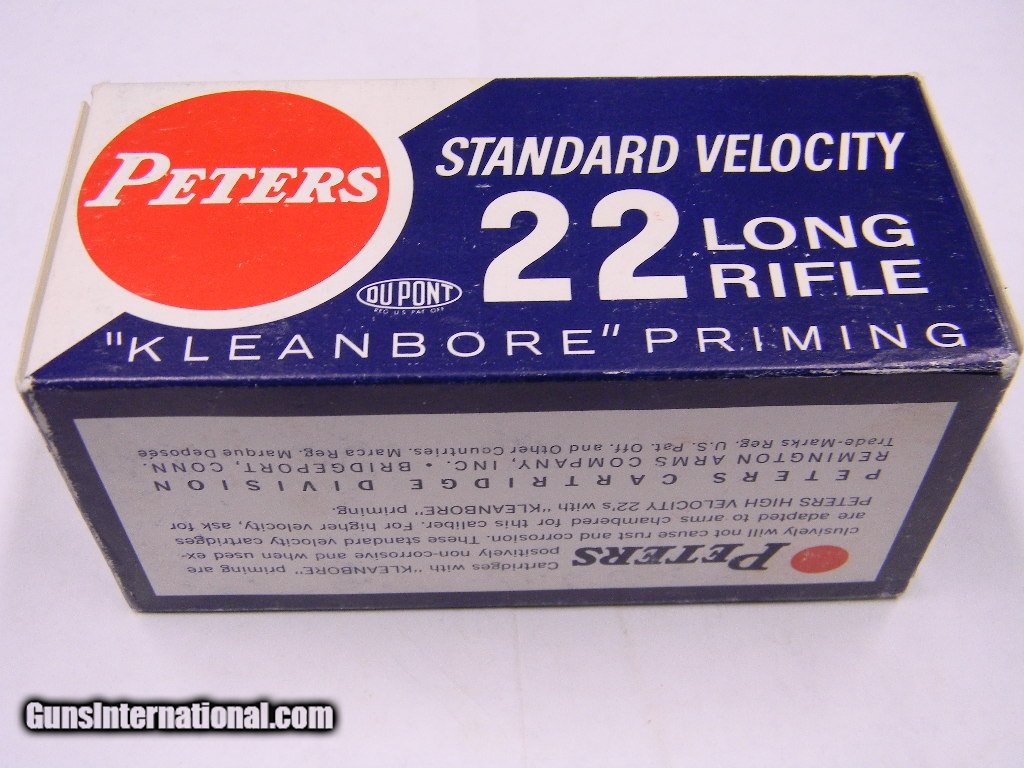 PETERS
STANDARD VELOCITY
22 LONG
RIFLE
DU PONT
REG U.S. PAT. OFF.
"KLEANBORE" PRIMING
PETERS
Cartridges with "KLEANBORE" priming are
positively non-corrosive and when used ex-
clusively will not cause rust and corrosion. These standard velocity cartridges
are adapted to arms chambered for this caliber. For higher velocity, ask for
PETERS HIGH VELOCITY 22's with "KLEANBORE" priming.
PETERS CARTRIDGE DIVISION
REMINGTON ARMS COMPANY, INC. • BRIDGEPORT, CONN.
Trade-Marks Reg. U.S. Pat. Off. and Other Countries. Marca Reg. Marque Deposée
GunsInternational.com